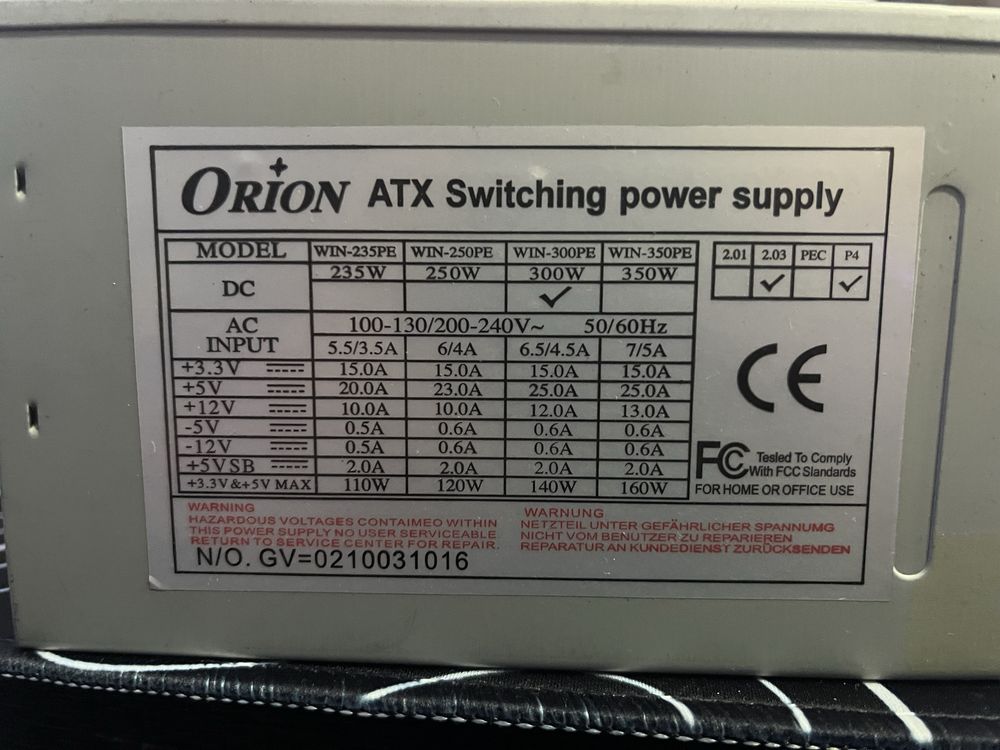 ORION ATX Switching power supply
MODEL WIN-235PE WIN-250PE WIN-300PE WIN-350PE
DC 235W 250W 300W 350W
✓
2.01 2.03 PEC P4
✓ ✓
AC INPUT 100-130/200-240V~ 50/60Hz
5.5/3.5A 6/4A 6.5/4.5A 7/5A
+3.3V 15.0A 15.0A 15.0A 15.0A
+5V 20.0A 23.0A 25.0A 25.0A
+12V 10.0A 10.0A 12.0A 13.0A
-5V 0.5A 0.6A 0.6A 0.6A
-12V 0.5A 0.6A 0.6A 0.6A
+5VSB 2.0A 2.0A 2.0A 2.0A
+3.3V&+5V MAX 110W 120W 140W 160W
CE
FC Tested To Comply
With FCC Standards
FOR HOME OR OFFICE USE
WARNING
HAZARDOUS VOLTAGES CONTAIMEO WITHIN
THIS POWER SUPPLY NO USER SERVICEABLE.
RETURN TO SERVICE CENTER FOR REPAIR.
WARNUNG
NETZTEIL UNTER GEFÄHRLICHER SPANNUMG
NICHT VOM BENUTZER ZU REPARIEREN
REPARATUR AN KUNDEDIENST ZURÜCKSENDEN
N/O. GV=0210031016